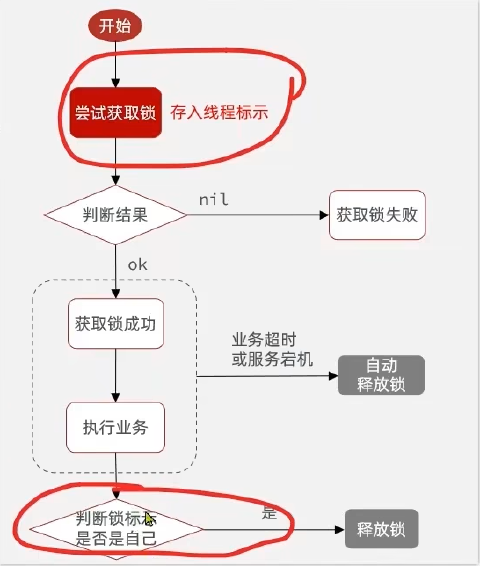 开始
尝试获取锁
存入线程标示
判断结果
nil
获取锁失败
ok
获取锁成功
业务超时
或服务宕机
自动
释放锁
执行业务
判断锁标示
是否是自己
是
释放锁